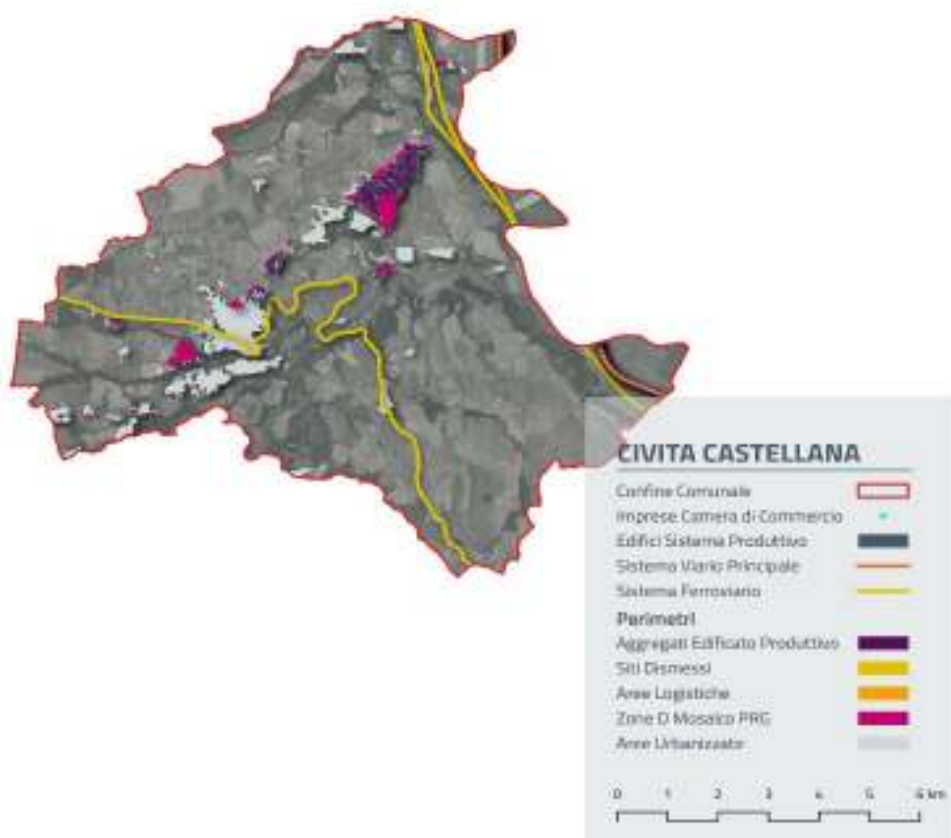 CIVITA CASTELLANA
Confine Comunale
Imprese Camera di Commercio
Edifici Sistema Produttivo
Sistema Viario Principale
Sistema Ferroviario
Perimetri
Aggregati Edificato Produttivo
Siti Dismessi
Aree Logistiche
Zone D Mosaico PRG
Aree Urbanizzate
0 1 2 3 4 5 6 km